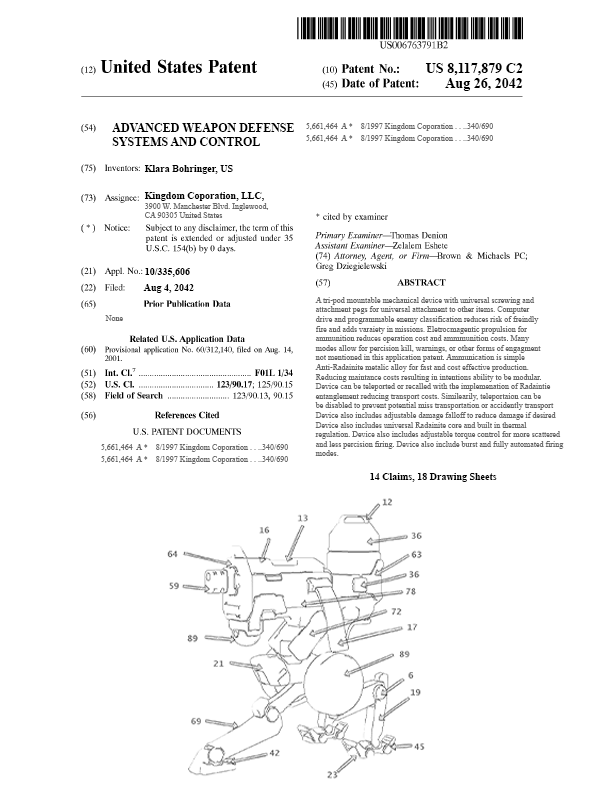 US006763791B2
(12) United States Patent
(10) Patent No.: US 8,117,879 C2
(45) Date of Patent: Aug 26, 2042
(54) ADVANCED WEAPON DEFENSE
SYSTEMS AND CONTROL
(75) Inventors: Klara Bohringer, US
(73) Assignee: Kingdom Coporation, LLC,
3900 W. Manchester Blvd. Inglewood,
CA 90305 United States
( * ) Notice: Subject to any disclaimer, the term of this
patent is extended or adjusted under 35
U.S.C. 154(b) by 0 days.
(21) Appl. No.: 10/335,606
(22) Filed: Aug 4, 2042
(65) Prior Publication Data
None
Related U.S. Application Data
(60) Provisional application No. 60/312,140, filed on Aug. 14,
2001.
(51) Int. Cl.7 ........................................ F01L 1/34
(52) U.S. Cl. .......................... 123/90.17; 125/90.15
(58) Field of Search ...................... 123/90.13, 90.15
(56) References Cited
U.S. PATENT DOCUMENTS
5,661,464 A * 8/1997 Kingdom Coporation . . ..340/690
5,661,464 A * 8/1997 Kingdom Coporation . . ..340/690
5,661,464 A * 8/1997 Kingdom Coporation . . ..340/690
5,661,464 A * 8/1997 Kingdom Coporation . . ..340/690
* cited by examiner
Primary Examiner—Thomas Denion
Assistant Examiner—Zelalem Eshete
(74) Attorney, Agent, or Firm—Brown & Michaels PC;
Greg Dziegielewski
(57) ABSTRACT
A tri-pod mountable mechanical device with universal screwing and
attachment pegs for universal attachment to other items. Computer
drive and programmable enemy classification reduces risk of freindly
fire and adds varaiety in missions. Eletrocmagnetic propulsion for
ammunition reduces operation cost and ammunition costs. Many
modes allow for percision kill, warnings, or other forms of engagment
not mentioned in this application patent. Ammunication is simple
Anti-Radainite metalic alloy for fast and cost effective production.
Reducing maintance costs resulting in intentions ability to be modular.
Device can be teleported or recalled with the implemation of Radaintie
entanglement reducing transport costs. Similearily, teleportaion can be
be disabled to prevent potential miss transportation or accidently transport
Device also includes adjustable damage falloff to reduce damage if desired
Device also includes universal Radainite core and built in thermal
regulation. Device also includes adjustable torque control for more scattered
and less percision firing. Device also include burst and fully automated firing
modes.
14 Claims, 18 Drawing Sheets
12
13
16
36
64
63
36
59
78
72
17
89
89
21
6
19
69
45
42
23